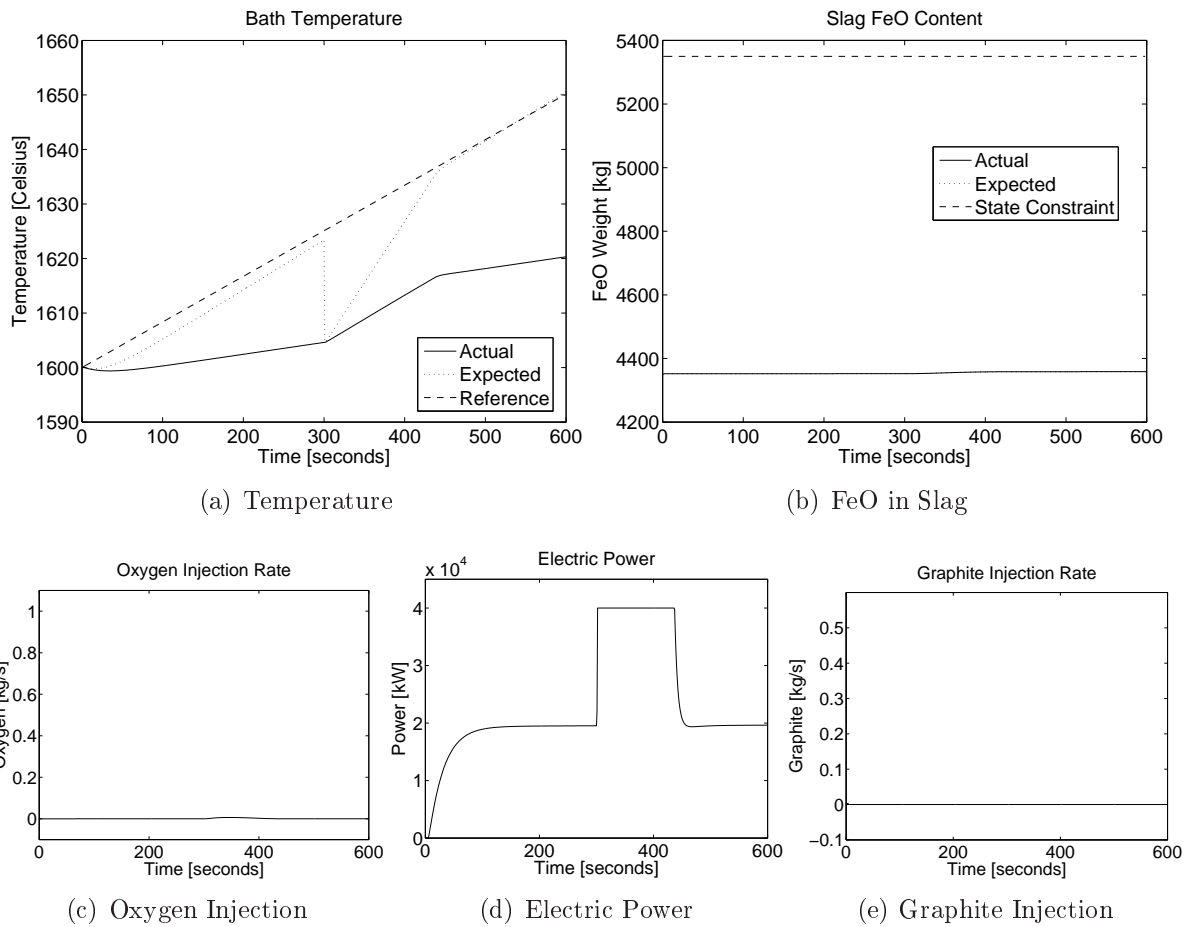 Bath Temperature
1660
1650
1640
1630
1620
1610
1600
1590
0 100 200 300 400 500 600
Temperature [Celsius]
Time [seconds]
Actual
Expected
Reference
(a) Temperature
Slag FeO Content
5400
5200
5000
4800
4600
4400
4200
0 100 200 300 400 500 600
FeO Weight [kg]
Time [seconds]
Actual
Expected
State Constraint
(b) FeO in Slag
Oxygen Injection Rate
1
0.8
0.6
0.4
0.2
0
0 200 400 600
Oxygen [kg/s]
Time [seconds]
(c) Oxygen Injection
Electric Power
x 10^4
4
3
2
1
0
0 200 400 600
Power [kW]
Time [seconds]
(d) Electric Power
Graphite Injection Rate
0.5
0.4
0.3
0.2
0.1
0
−0.1
0 200 400 600
Graphite [kg/s]
Time [seconds]
(e) Graphite Injection